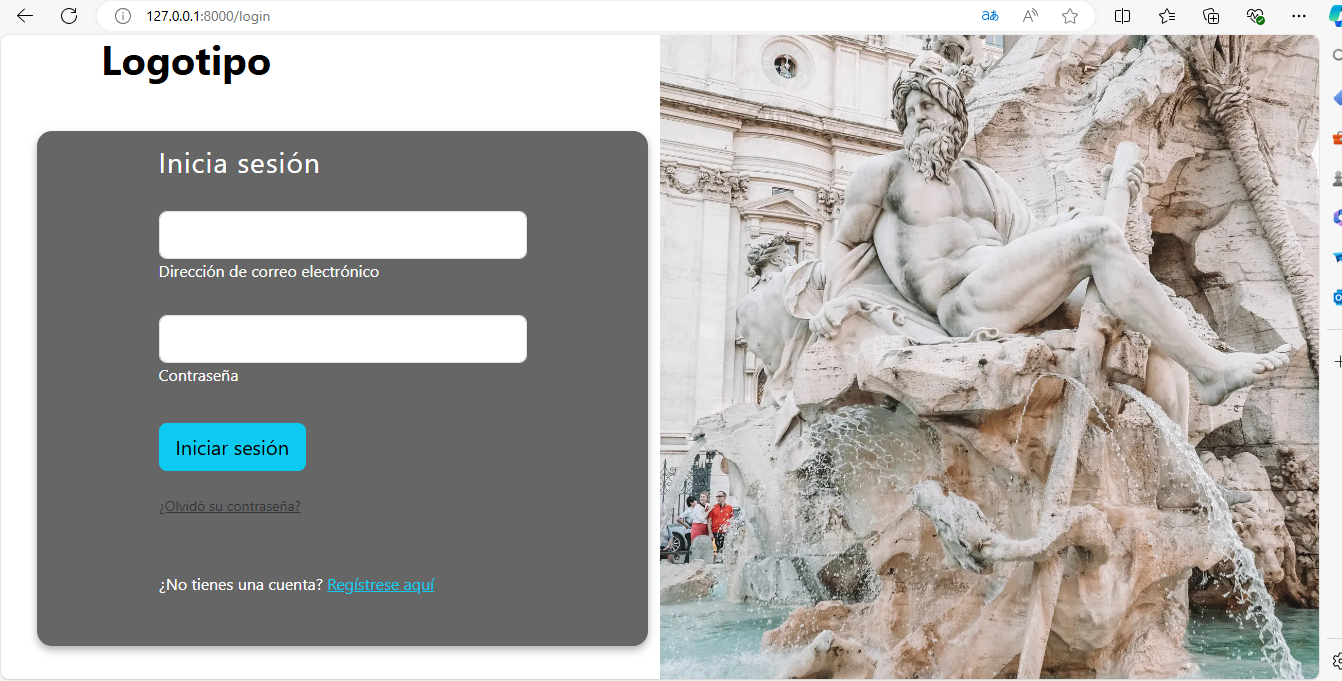 127.0.0.1:8000/login
Logotipo
Inicia sesión
Dirección de correo electrónico
Contraseña
Iniciar sesión
¿Olvidó su contraseña?
¿No tienes una cuenta? Regístrese aquí